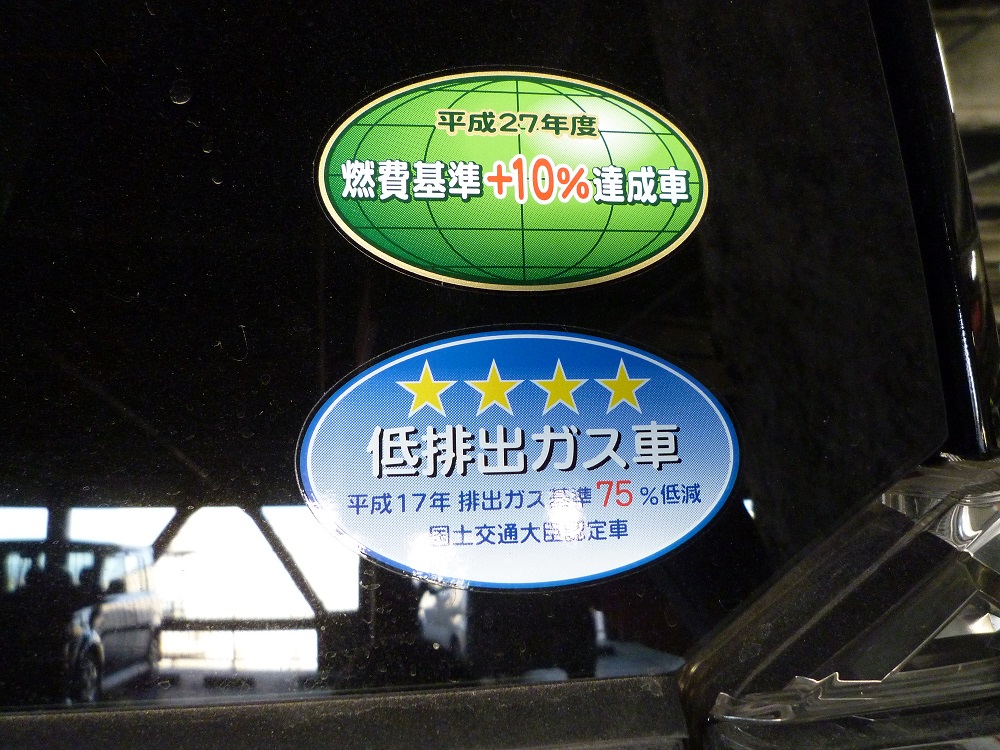 平成27年度
燃費基準+10%達成車
低排出ガス車
平成17年 排出ガス基準75%低減
国土交通大臣認定車